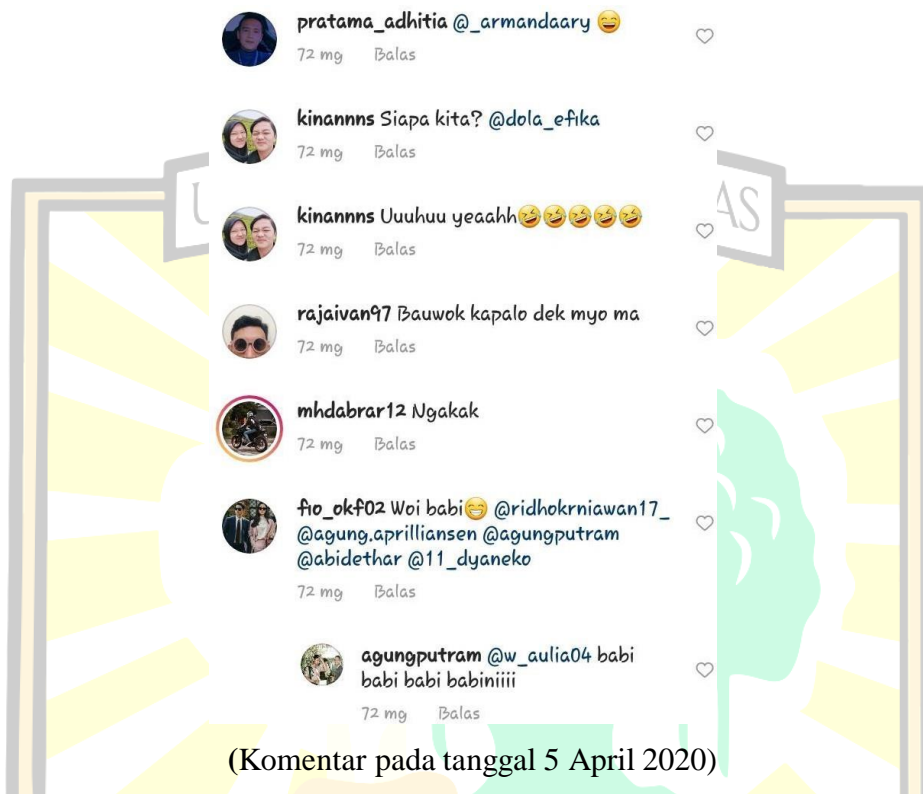 pratama_adhitia @_armandaary 😄
72 mg Balas
kinannns Siapa kita? @dola_efika
72 mg Balas
U
AS
kinannns Uuuhuu yeaahh🤣🤣🤣🤣🤣
72 mg Balas
rajaivan97 Bauwok kapalo dek myo ma
72 mg Balas
mhdabrar12 Ngakak
72 mg Balas
fio_okf02 Woi babi😁 @ridhokrniawan17_
@agung.aprilliansen @agungputram
@abidethar @11_dyaneko
72 mg Balas
agungputram @w_aulia04 babi
babi babi babiniiii
72 mg Balas
(Komentar pada tanggal 5 April 2020)